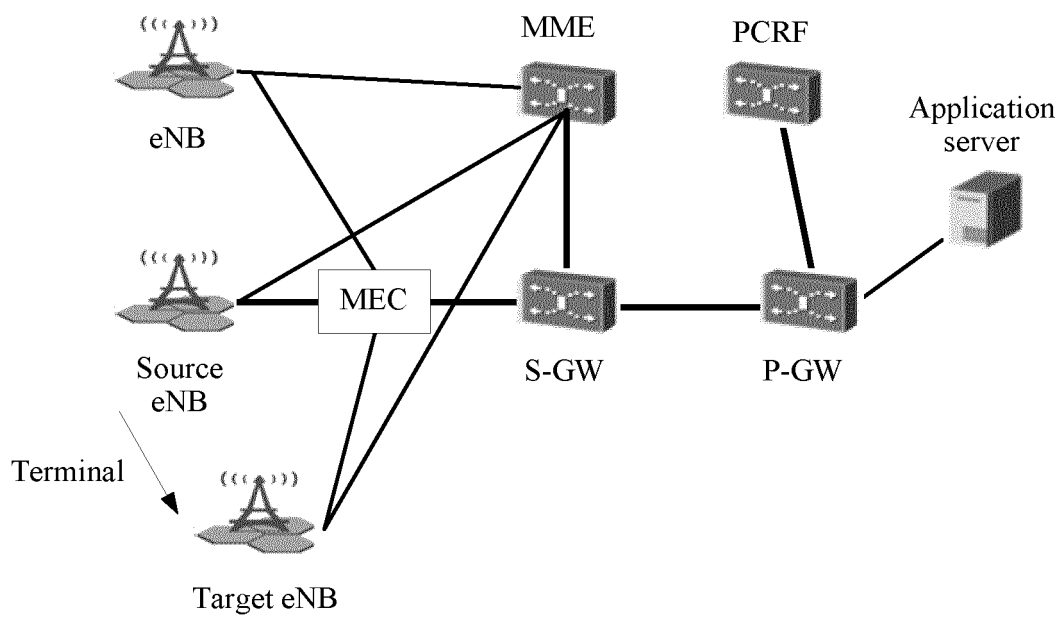 MME
PCRF
eNB
Application
server
MEC
Source
eNB
S-GW
P-GW
Terminal
Target eNB